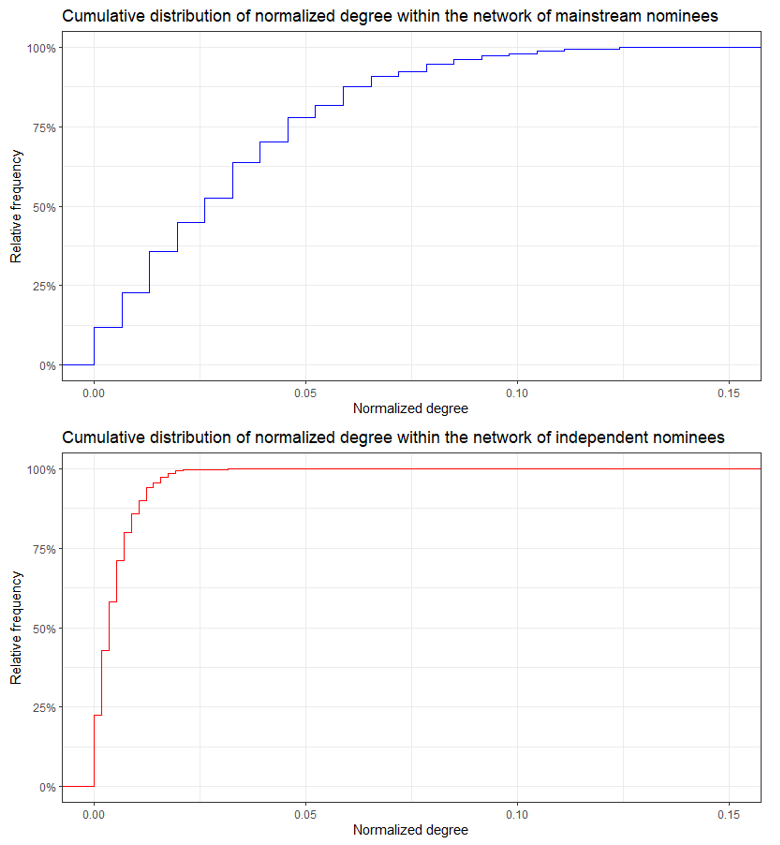 Cumulative distribution of normalized degree within the network of mainstream nominees
100%
75%
50%
25%
0%
Relative frequency
0.00 0.05 0.10 0.15
Normalized degree
Cumulative distribution of normalized degree within the network of independent nominees
100%
75%
50%
25%
0%
Relative frequency
0.00 0.05 0.10 0.15
Normalized degree